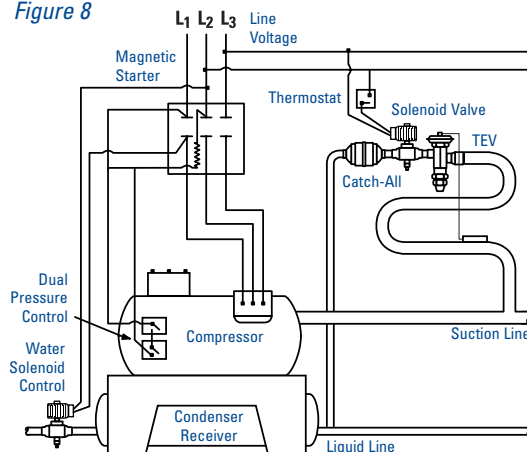 Figure 8
L1 L2 L3 Line
Voltage
Magnetic
Starter
Thermostat
Solenoid Valve
TEV
Catch-All
Dual
Pressure
Control
Compressor
Suction Line
Water
Solenoid
Control
Condenser
Receiver
Liquid Line